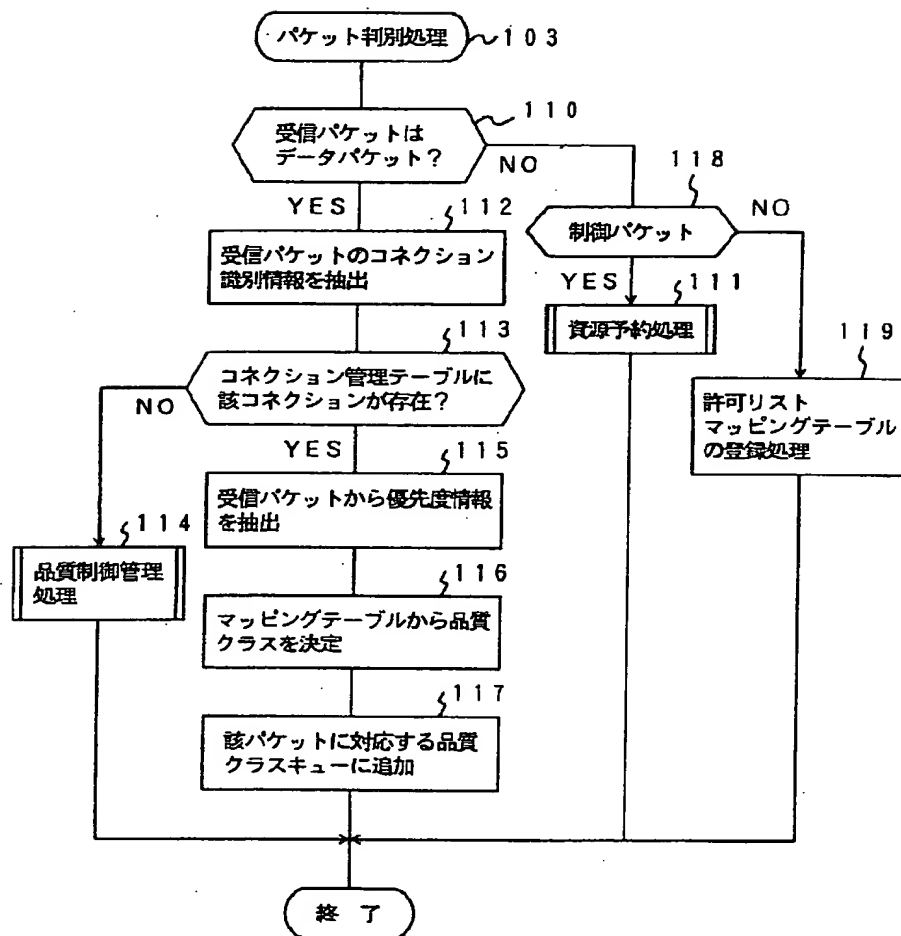 パケット判別処理
103
110
受信パケットは
データパケット?
NO
YES
118
制御パケット
NO
YES
112
受信パケットのコネクション
識別情報を抽出
111
資源予約処理
113
コネクション管理テーブルに
該コネクションが存在?
NO
YES
119
許可リスト
マッピングテーブル
の登録処理
115
受信パケットから優先度情報
を抽出
114
品質制御管理
処理
116
マッピングテーブルから品質
クラスを決定
117
該パケットに対応する品質
クラスキューに追加
終 了